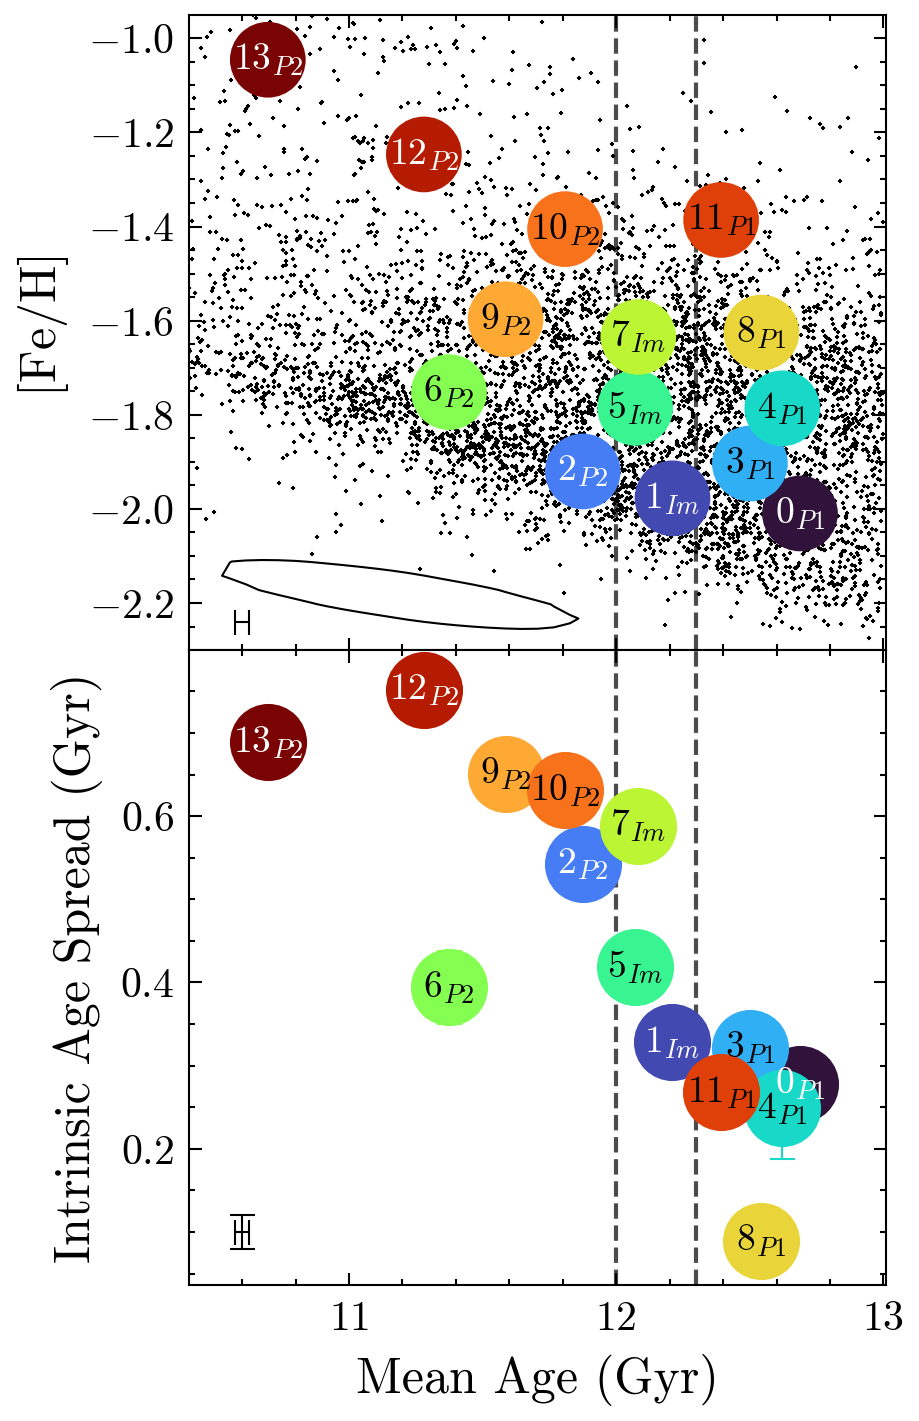 [Fe/H]
−1.0
−1.2
−1.4
−1.6
−1.8
−2.0
−2.2
13P2
12P2
11P1
10P2
9P2
7Im
8P1
6P2
5Im
4P1
2P2
3P1
1Im
0P1
Intrinsic Age Spread (Gyr)
0.6
0.4
0.2
12P2
13P2
9P2
10P2
7Im
2P2
5Im
6P2
1Im
3P1
0P1
11P1
4P1
8P1
11
12
13
Mean Age (Gyr)